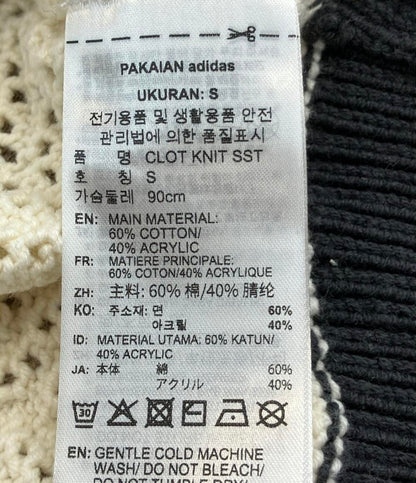 PAKAIAN adidas
UKURAN: S
전기용품 및 생활용품 안전
관리법에 의한 품질표시
품 명 CLOT KNIT SST
호 칭 S
가슴둘레 90cm
EN: MAIN MATERIAL:
60% COTTON/
40% ACRYLIC
FR: MATIERE PRINCIPALE:
60% COTON/40% ACRYLIQUE
ZH: 主料: 60% 棉/40% 腈纶
KO: 주소재: 면 60%
아크릴 40%
ID: MATERIAL UTAMA: 60% KATUN/
40% ACRYLIC
JA: 本体 綿 60%
アクリル 40%
30
EN: GENTLE COLD MACHINE
WASH/ DO NOT BLEACH/
DO NOT TUMBLE DRY/